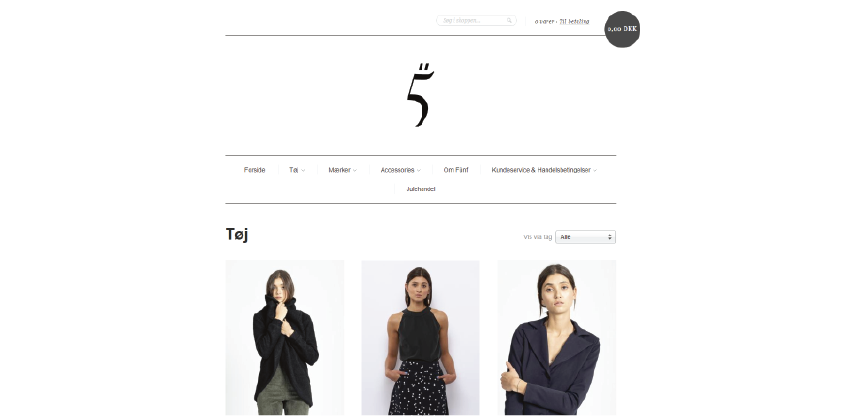 Søg i shoppen...
0 varer › Til betaling
0,00 DKK
5
Forside Tøj Mærker Accessories Om Fünf Kundeservice & Handelsbetingelser
Julehandel
Tøj
Vis via tag Alle